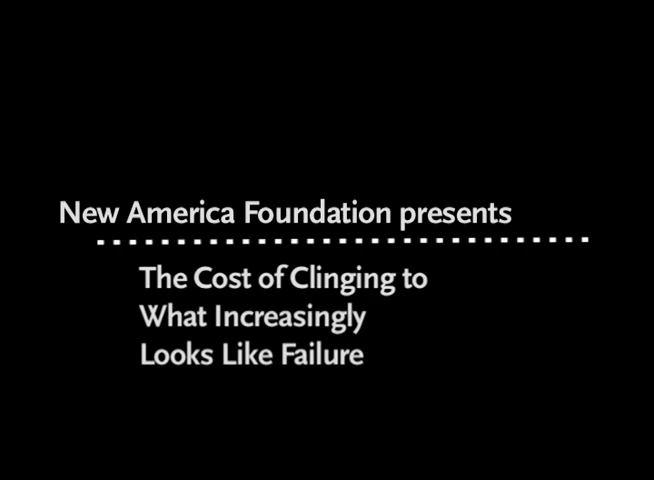 New America Foundation presents
The Cost of Clinging to
What Increasingly
Looks Like Failure